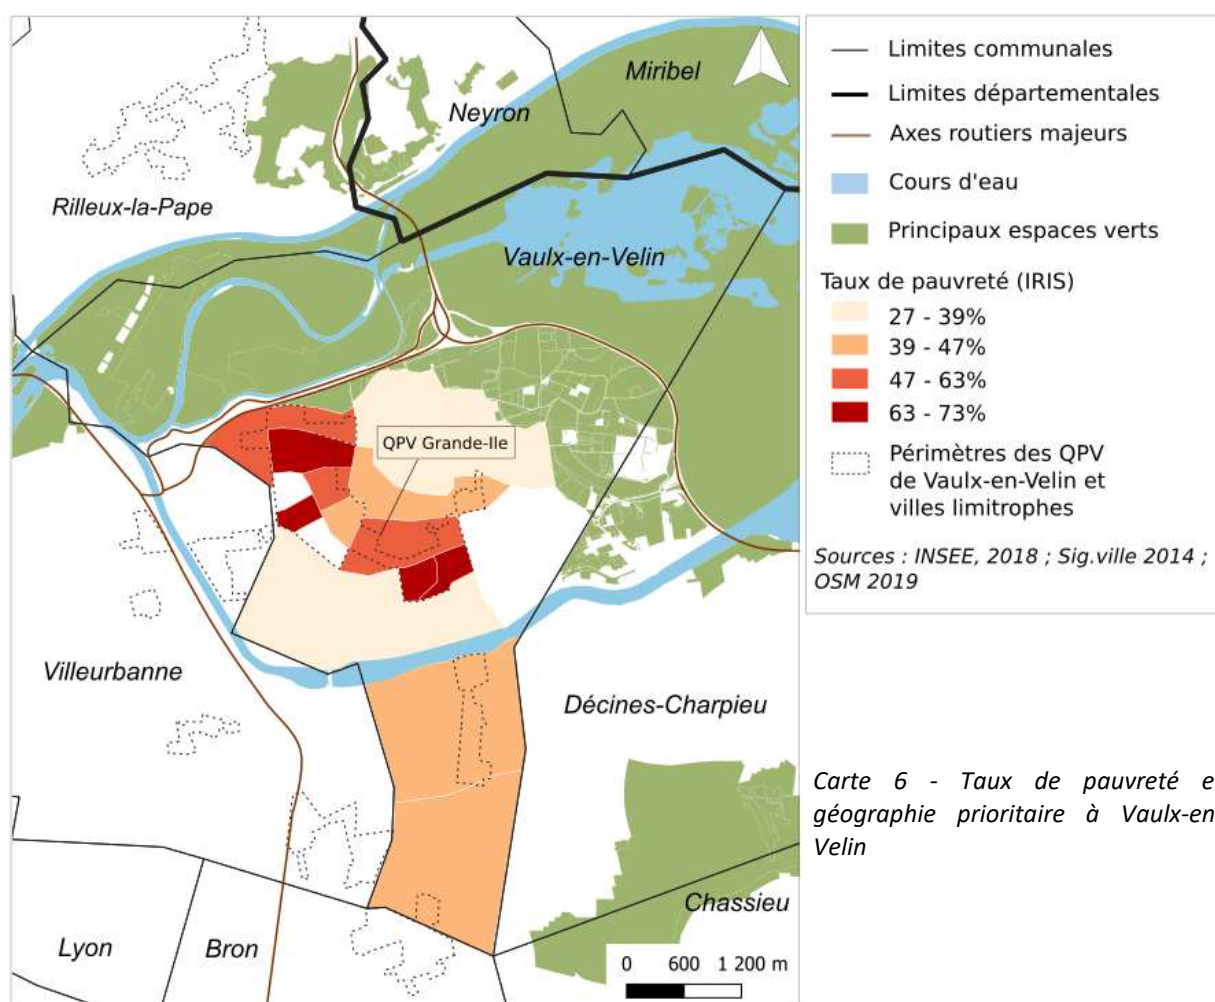 Miribel
Neyron
Rilleux-la-Pape
Vaulx-en-Velin
QPV Grande-Ile
Villeurbanne
Décines-Charpieu
Chassieu
Lyon
Bron
0 600 1 200 m
Limites communales
Limites départementales
Axes routiers majeurs
Cours d'eau
Principaux espaces verts
Taux de pauvreté (IRIS)
27 - 39%
39 - 47%
47 - 63%
63 - 73%
Périmètres des QPV
de Vaulx-en-Velin et
villes limitrophes
Sources : INSEE, 2018 ; Sig.ville 2014 ;
OSM 2019
Carte 6 - Taux de pauvreté e
géographie prioritaire à Vaulx-en
Velin